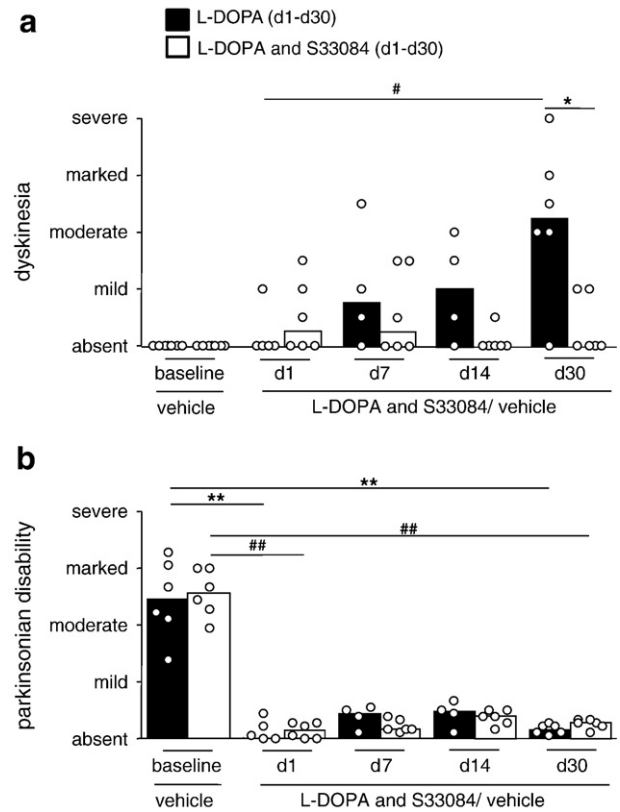 a
L-DOPA (d1-d30)
L-DOPA and S33084 (d1-d30)
#
*
severe
marked
moderate
mild
absent
dyskinesia
baseline d1 d7 d14 d30
vehicle L-DOPA and S33084/ vehicle
b
**
**
##
##
severe
marked
moderate
mild
absent
parkinsonian disability
baseline d1 d7 d14 d30
vehicle L-DOPA and S33084/ vehicle